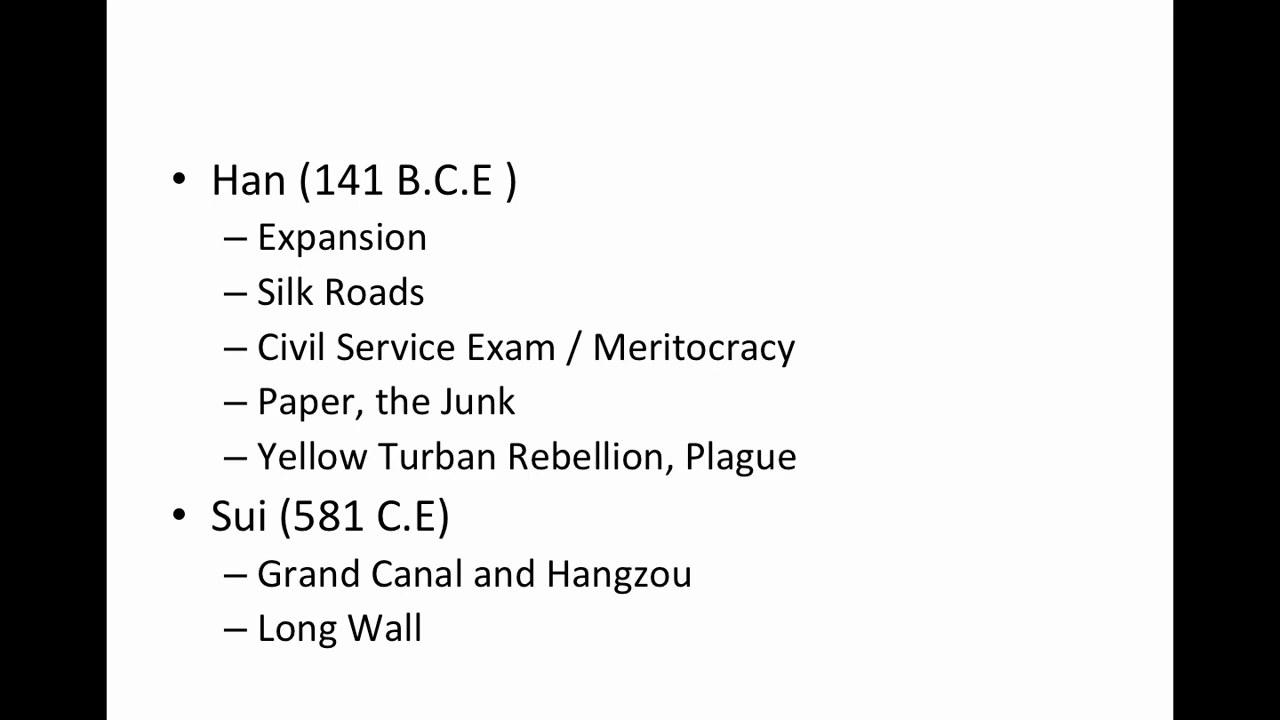 • Han (141 B.C.E )
– Expansion
– Silk Roads
– Civil Service Exam / Meritocracy
– Paper, the Junk
– Yellow Turban Rebellion, Plague
• Sui (581 C.E)
– Grand Canal and Hangzou
– Long Wall